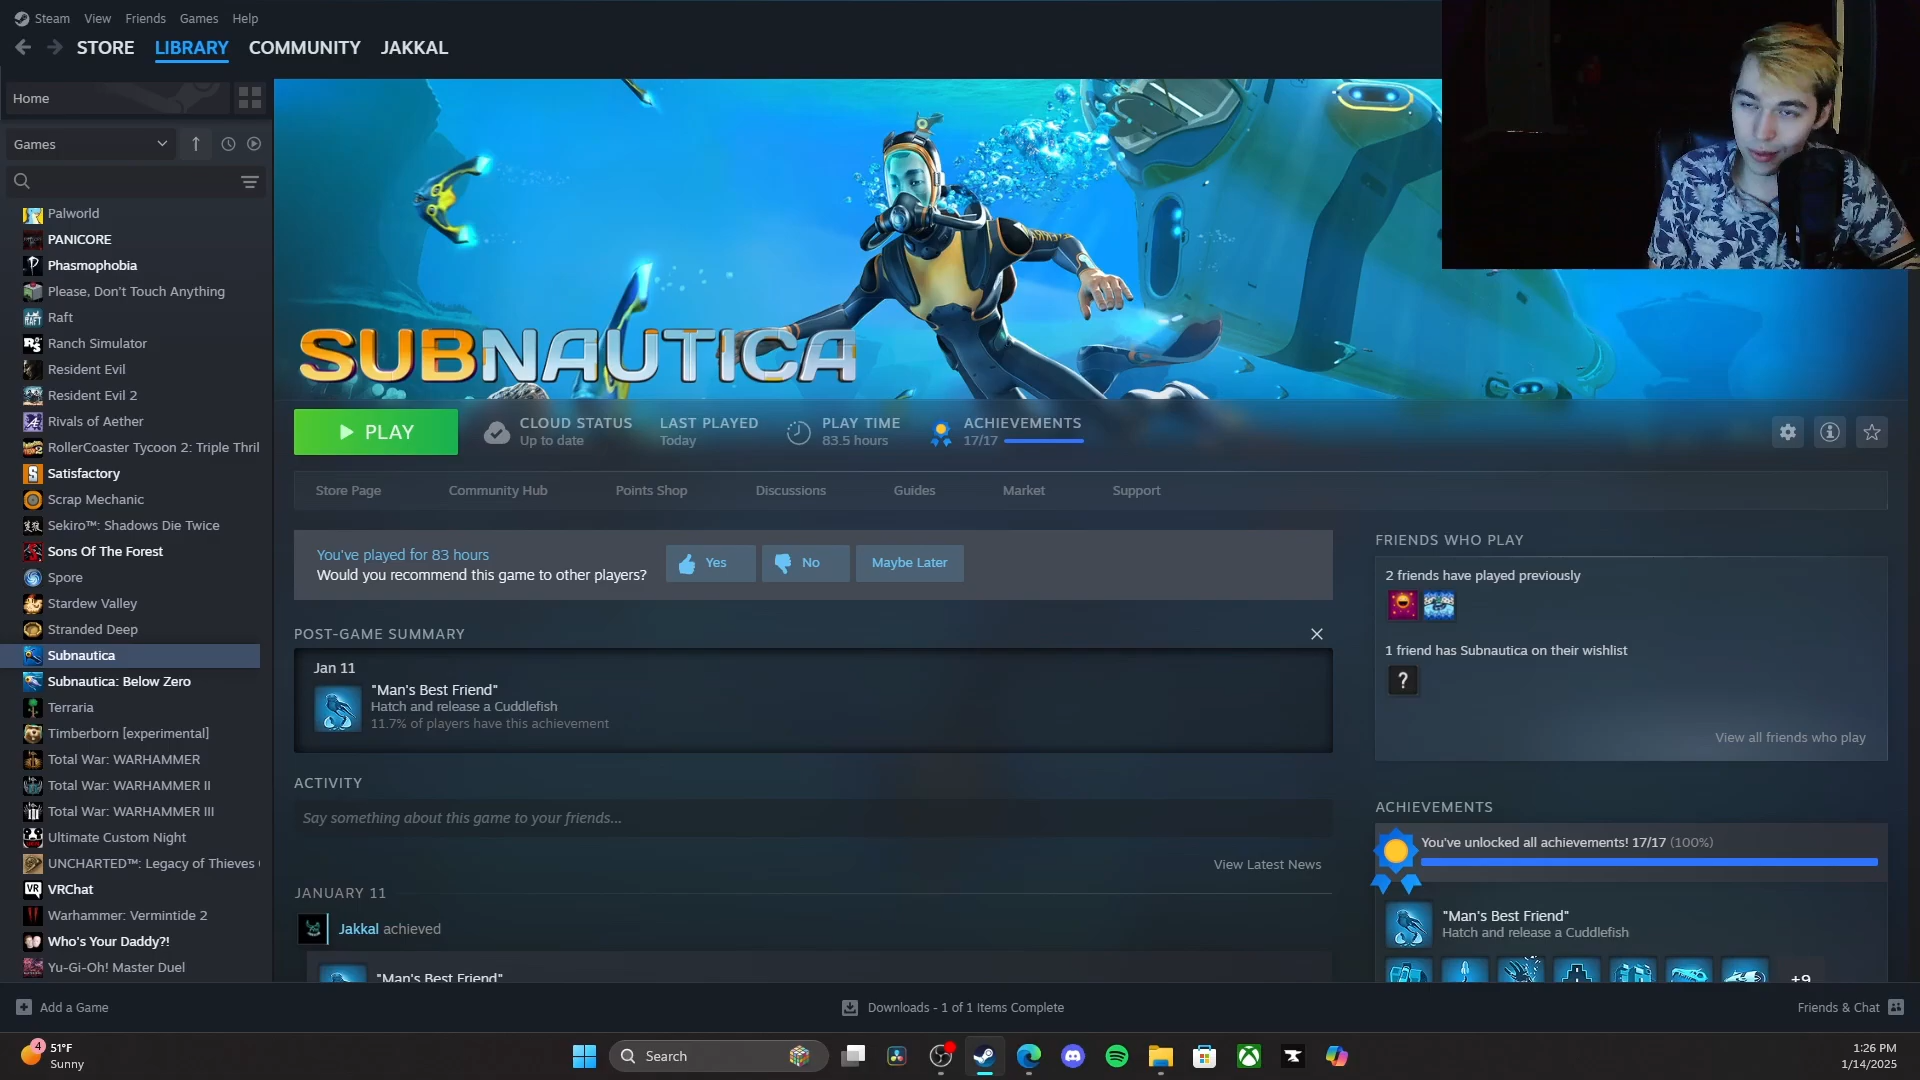 Steam View Friends Games Help
STORE LIBRARY COMMUNITY JAKKAL
Home
Games
Palworld
PANICORE
Phasmophobia
Please, Don't Touch Anything
Raft
Ranch Simulator
Resident Evil
Resident Evil 2
Rivals of Aether
RollerCoaster Tycoon 2: Triple Thril
Satisfactory
Scrap Mechanic
Sekiro™: Shadows Die Twice
Sons Of The Forest
Spore
Stardew Valley
Stranded Deep
Subnautica
Subnautica: Below Zero
Terraria
Timberborn [experimental]
Total War: WARHAMMER
Total War: WARHAMMER II
Total War: WARHAMMER III
Ultimate Custom Night
UNCHARTED™: Legacy of Thieves
VRChat
Warhammer: Vermintide 2
Who's Your Daddy?!
Yu-Gi-Oh! Master Duel
SUBNAUTICA
PLAY
CLOUD STATUS
Up to date
LAST PLAYED
Today
PLAY TIME
83.5 hours
ACHIEVEMENTS
17/17
Store Page Community Hub Points Shop Discussions Guides Market Support
You've played for 83 hours
Would you recommend this game to other players?
Yes No Maybe Later
POST-GAME SUMMARY
Jan 11
"Man's Best Friend"
Hatch and release a Cuddlefish
11.7% of players have this achievement
ACTIVITY
Say something about this game to your friends...
View Latest News
JANUARY 11
Jakkal achieved
"Man's Best Friend"
FRIENDS WHO PLAY
2 friends have played previously
1 friend has Subnautica on their wishlist
?
View all friends who play
ACHIEVEMENTS
You've unlocked all achievements! 17/17 (100%)
"Man's Best Friend"
Hatch and release a Cuddlefish
+9
Add a Game
Downloads - 1 of 1 Items Complete
Friends & Chat
4
51°F
Sunny
Search
1:26 PM
1/14/2025